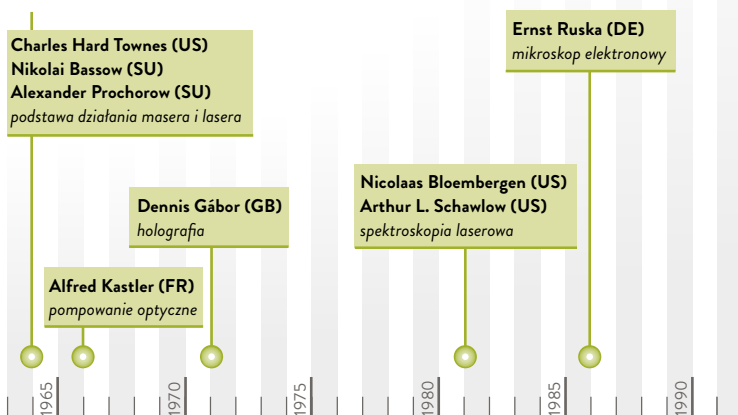 Charles Hard Townes (US)
Nikolai Bassow (SU)
Alexander Prochorow (SU)
podstawa działania masera i lasera
Alfred Kastler (FR)
pompowanie optyczne
Dennis Gábor (GB)
holografia
Nicolaas Bloembergen (US)
Arthur L. Schawlow (US)
spektroskopia laserowa
Ernst Ruska (DE)
mikroskop elektronowy
1965
1970
1975
1980
1985
1990